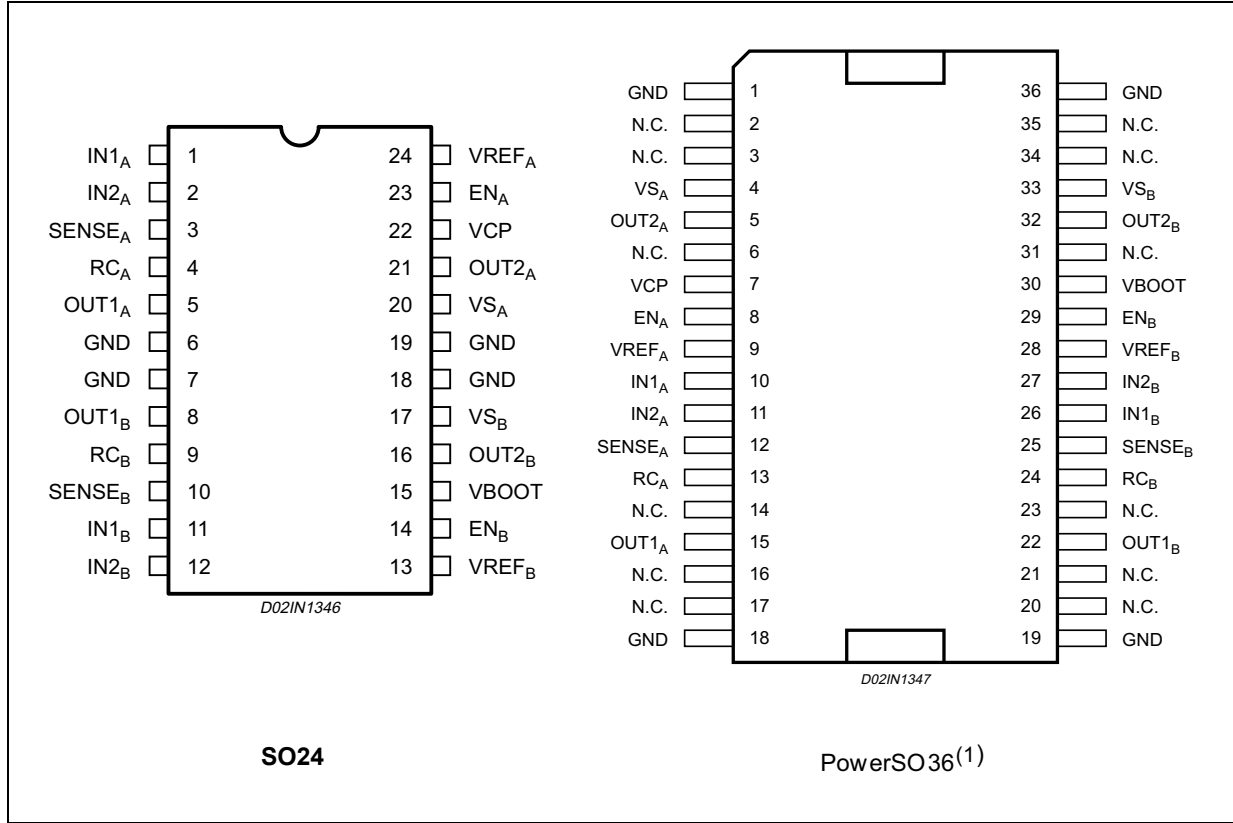 IN1A 1 24 VREFA
IN2A 2 23 ENA
SENSEA 3 22 VCP
RCA 4 21 OUT2A
OUT1A 5 20 VSA
GND 6 19 GND
GND 7 18 GND
OUT1B 8 17 VSB
RCB 9 16 OUT2B
SENSEB 10 15 VBOOT
IN1B 11 14 ENB
IN2B 12 13 VREFB
D02IN1346
SO24
GND 1 36 GND
N.C. 2 35 N.C.
N.C. 3 34 N.C.
VSA 4 33 VSB
OUT2A 5 32 OUT2B
N.C. 6 31 N.C.
VCP 7 30 VBOOT
ENA 8 29 ENB
VREFA 9 28 VREFB
IN1A 10 27 IN2B
IN2A 11 26 IN1B
SENSEA 12 25 SENSEB
RCA 13 24 RCB
N.C. 14 23 N.C.
OUT1A 15 22 OUT1B
N.C. 16 21 N.C.
N.C. 17 20 N.C.
GND 18 19 GND
D02IN1347
PowerSO36(1)